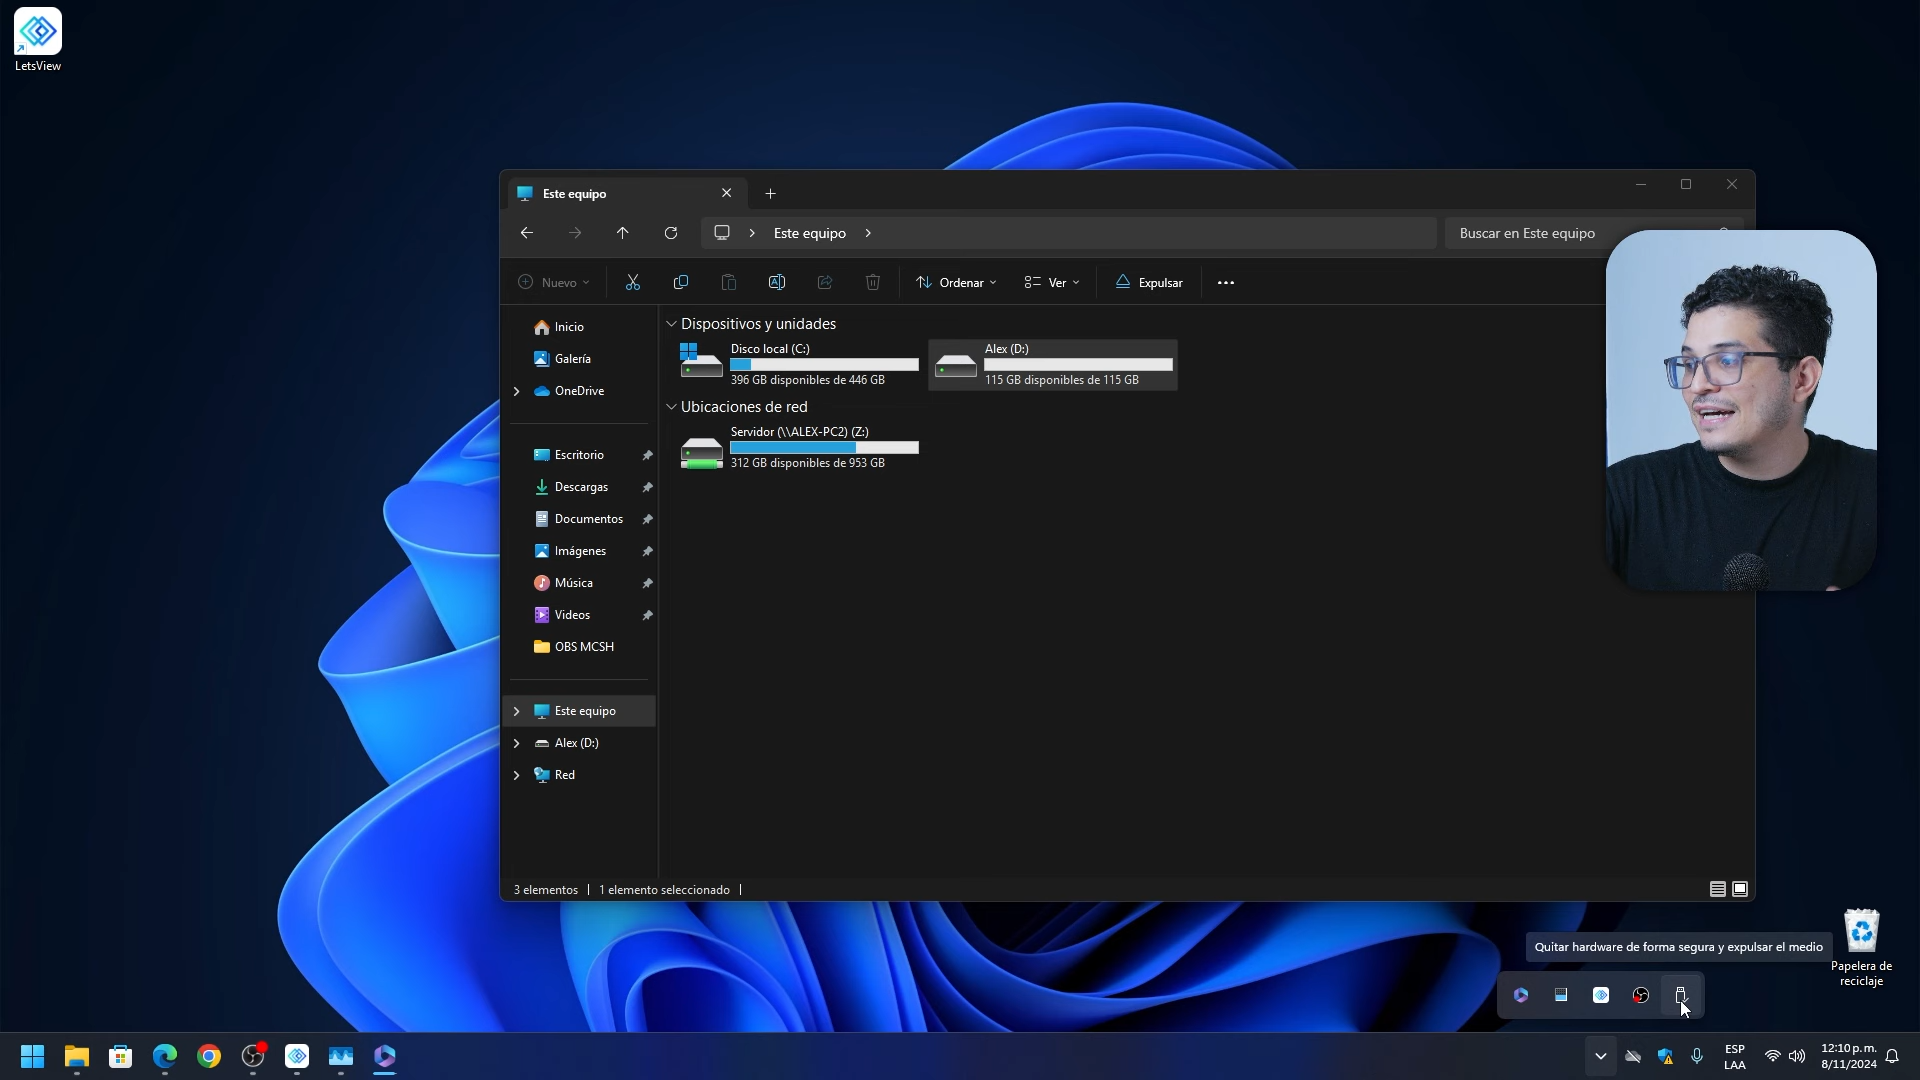 LetsView
Este equipo
Este equipo
Buscar en Este equipo
Nuevo
Ordenar
Ver
Expulsar
Inicio
Galería
OneDrive
Escritorio
Descargas
Documentos
Imágenes
Música
Videos
OBS MCSH
Este equipo
Alex (D:)
Red
Dispositivos y unidades
Disco local (C:)
396 GB disponibles de 446 GB
Alex (D:)
115 GB disponibles de 115 GB
Ubicaciones de red
Servidor (\\ALEX-PC2) (Z:)
312 GB disponibles de 953 GB
3 elementos
1 elemento seleccionado
Quitar hardware de forma segura y expulsar el medio
Papelera de
reciclaje
ESP
LAA
12:10 p. m.
8/11/2024